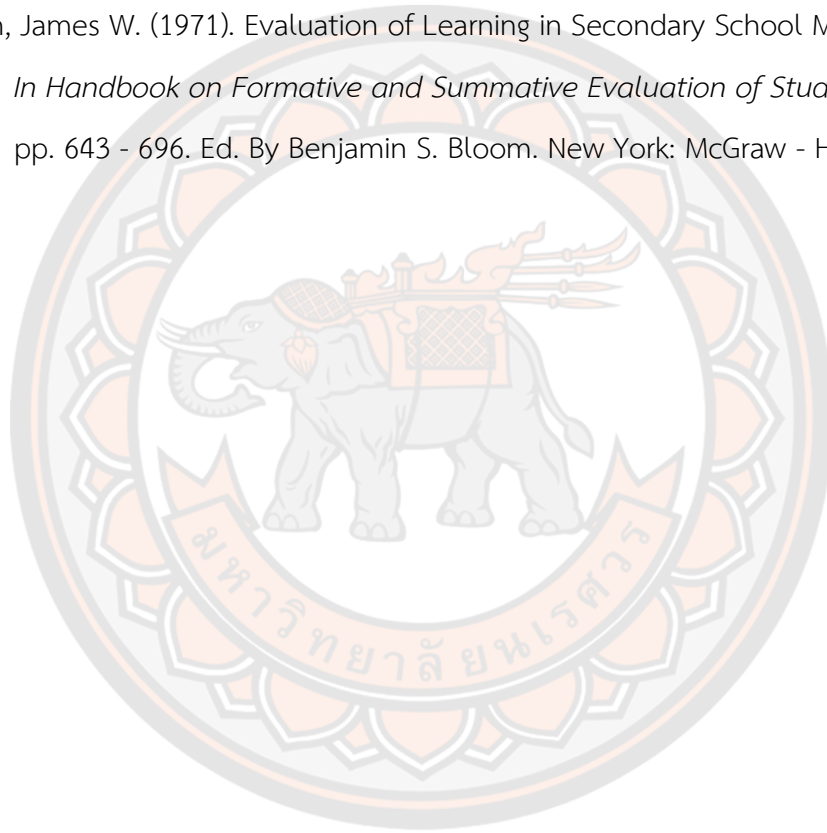 , James W. (1971). Evaluation of Learning in Secondary School
In Handbook on Formative and Summative Evaluation of
pp. 643 - 696. Ed. By Benjamin S. Bloom. New York: McGraw -
มหาวิทยาลัยนเรศวร